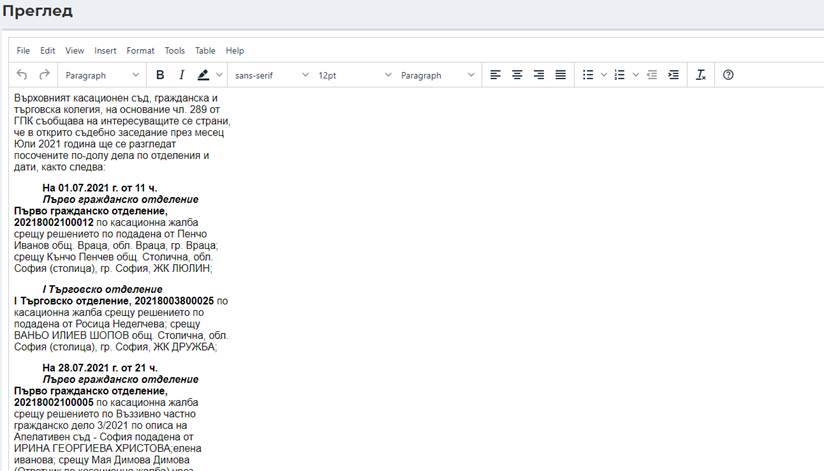 Преглед
File Edit View Insert Format Tools Table Help
Paragraph B I sans-serif 12pt Paragraph
Върховният касационен съд, гражданска и
търговска колегия, на основание чл. 289 от
ГПК съобщава на интересуващите се страни,
че в открито съдебно заседание през месец
Юли 2021 година ще се разгледат
посочените по-долу дела по отделения и
дати, както следва:
На 01.07.2021 г. от 11 ч.
Първо гражданско отделение
Първо гражданско отделение,
20218002100012 по касационна жалба
срещу решението по подадена от Пенчо
Иванов общ. Враца, обл. Враца, гр. Враца;
срещу Кънчо Пенчев общ. Столична, обл.
София (столица), гр. София, ЖК ЛЮЛИН;
I Търговско отделение
I Търговско отделение, 20218003800025 по
касационна жалба срещу решението по
подадена от Росица Неделчева; срещу
ВАНЬО ИЛИЕВ ШОПОВ общ. Столична, обл.
София (столица), гр. София, ЖК ДРУЖБА;
На 28.07.2021 г. от 21 ч.
Първо гражданско отделение
Първо гражданско отделение,
20218002100005 по касационна жалба
срещу решението по Въззивно частно
гражданско дело 3/2021 по описа на
Апелативен съд - София подадена от
ИРИНА ГЕОРГИЕВА ХРИСТОВА;елена
иванова; срещу Мая Димова Димова
(Ответник по касационна жалба) чрез